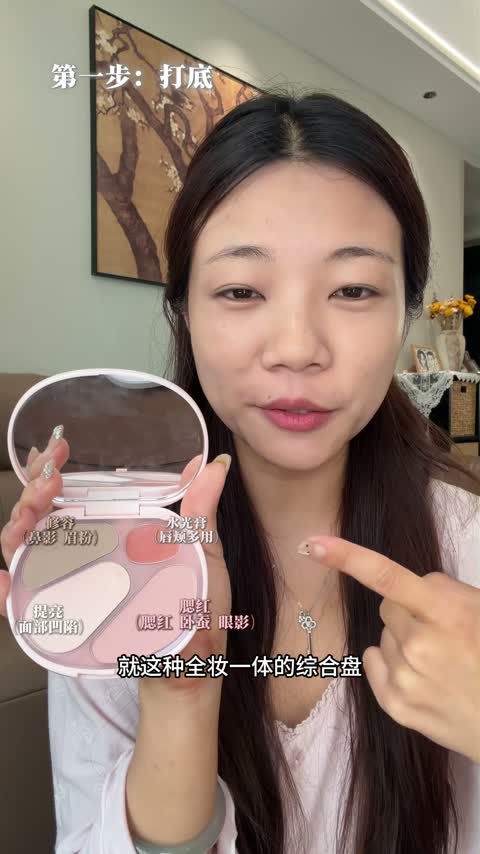 第一步：打底
修容
（鼻影 眉粉）
水光膏
（唇颊多用）
提亮
面部凹陷）
腮红
（腮红 卧蚕 眼影）
就这种全妆一体的综合盘